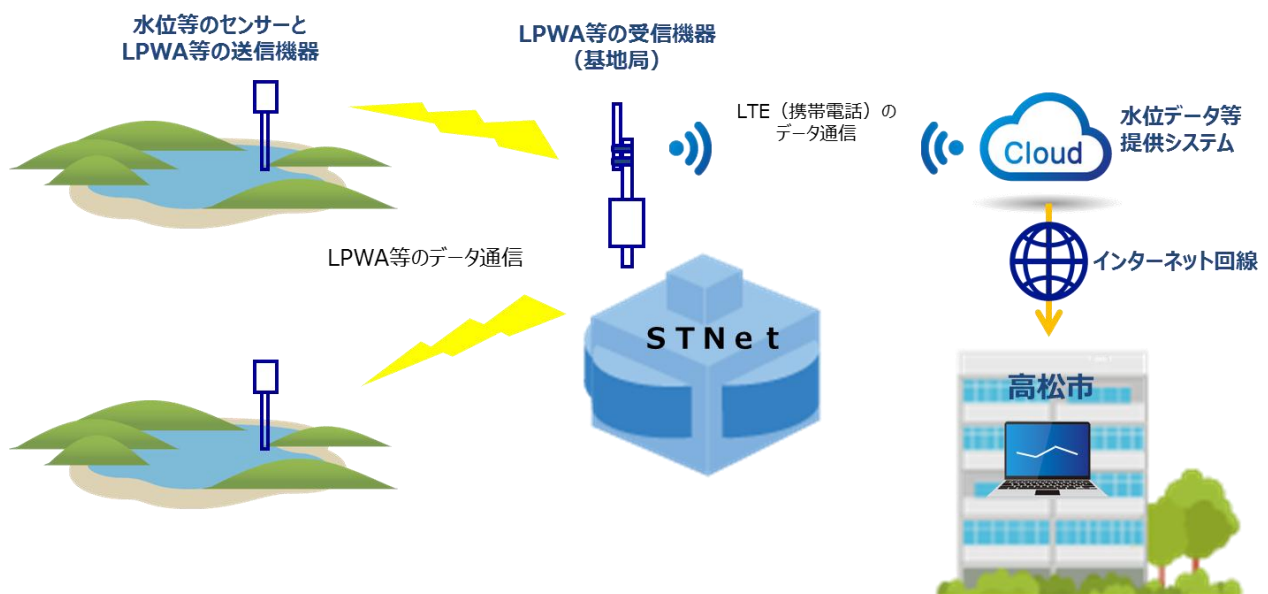 水位等のセンサーと
LPWA等の送信機器
LPWA等の受信機器
（基地局）
LTE（携帯電話）の
データ通信
Cloud
水位データ等
提供システム
LPWA等のデータ通信
インターネット回線
ＳＴＮｅｔ
高松市